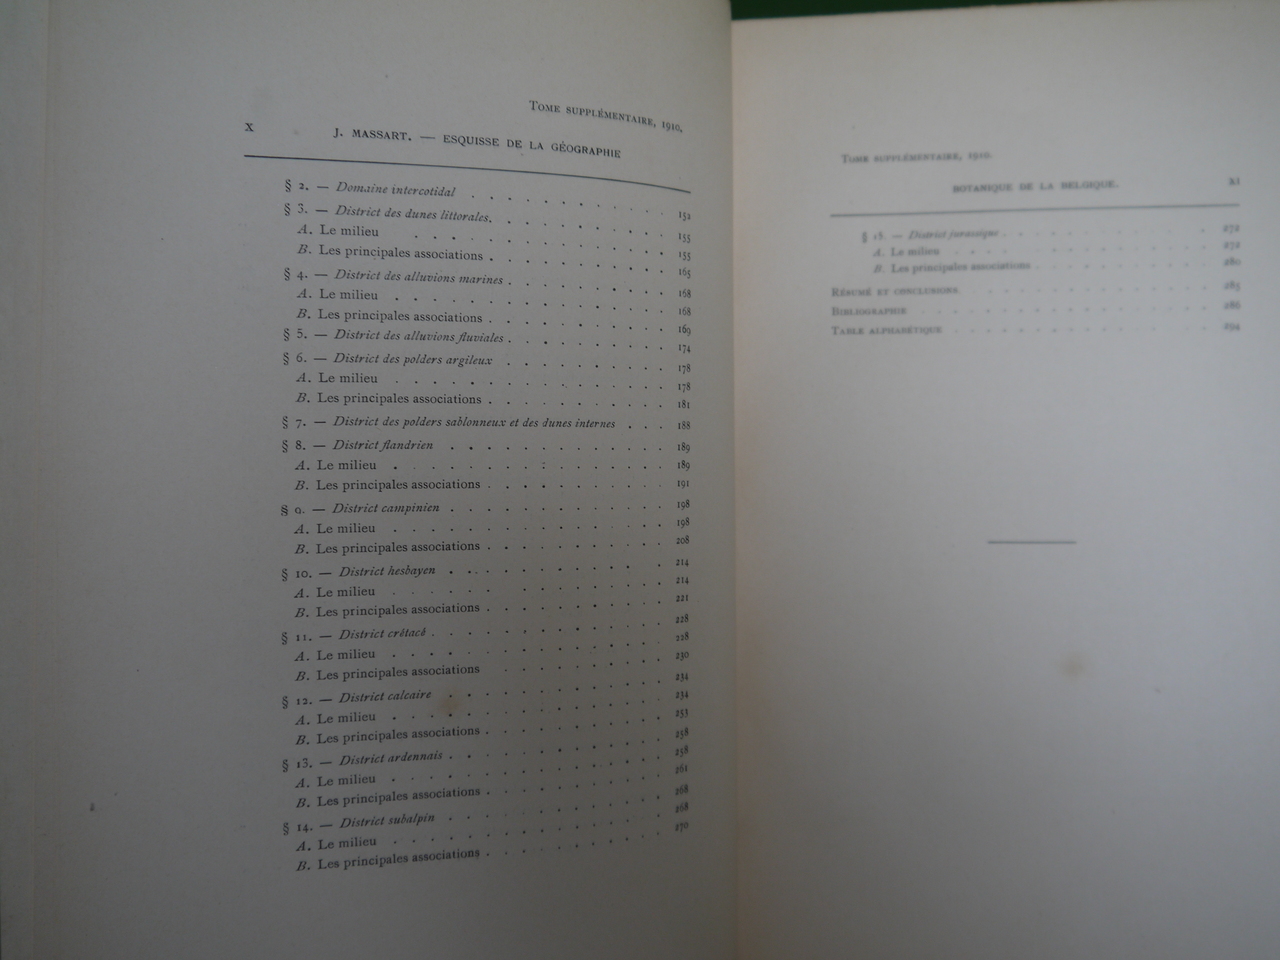 Tome supplémentaire, 1910.
X J. MASSART. — ESQUISSE DE LA GÉOGRAPHIE
§ 2. — Domaine intercotidal 152
§ 3. — District des dunes littorales. 155
A. Le milieu 155
B. Les principales associations 165
§ 4. — District des alluvions marines 168
A. Le milieu 168
B. Les principales associations 169
§ 5. — District des alluvions fluviales 174
§ 6. — District des polders argileux 178
A. Le milieu 178
B. Les principales associations 181
§ 7. — District des polders sablonneux et des dunes internes 188
§ 8. — District flandrien 189
A. Le milieu 189
B. Les principales associations 191
§ 9. — District campinien 198
A. Le milieu 198
B. Les principales associations 208
§ 10. — District hesbayen 214
A. Le milieu 214
B. Les principales associations 221
§ 11. — District crétacé 228
A. Le milieu 228
B. Les principales associations 230
§ 12. — District calcaire 234
A. Le milieu 234
B. Les principales associations 253
§ 13. — District ardennais 258
A. Le milieu 258
B. Les principales associations 261
§ 14. — District subalpin 268
A. Le milieu 268
B. Les principales associations 270
Tome supplémentaire, 1910.
BOTANIQUE DE LA BELGIQUE. XI
§ 15. — District jurassique 272
A. Le milieu 272
B. Les principales associations 280
Résumé et conclusions 283
Bibliographie 286
Table alphabétique 294